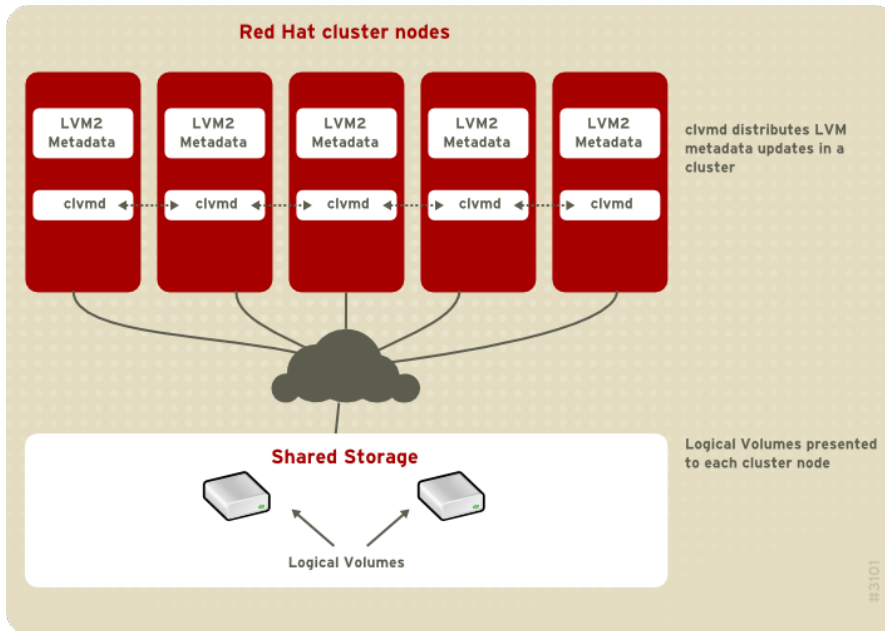 Red Hat cluster nodes
LVM2
Metadata
LVM2
Metadata
LVM2
Metadata
LVM2
Metadata
LVM2
Metadata
clvmd distributes LVM
metadata updates in a
cluster
clvmd
clvmd
clvmd
clvmd
clvmd
Shared Storage
Logical Volumes presented
to each cluster node
Logical Volumes
#3101